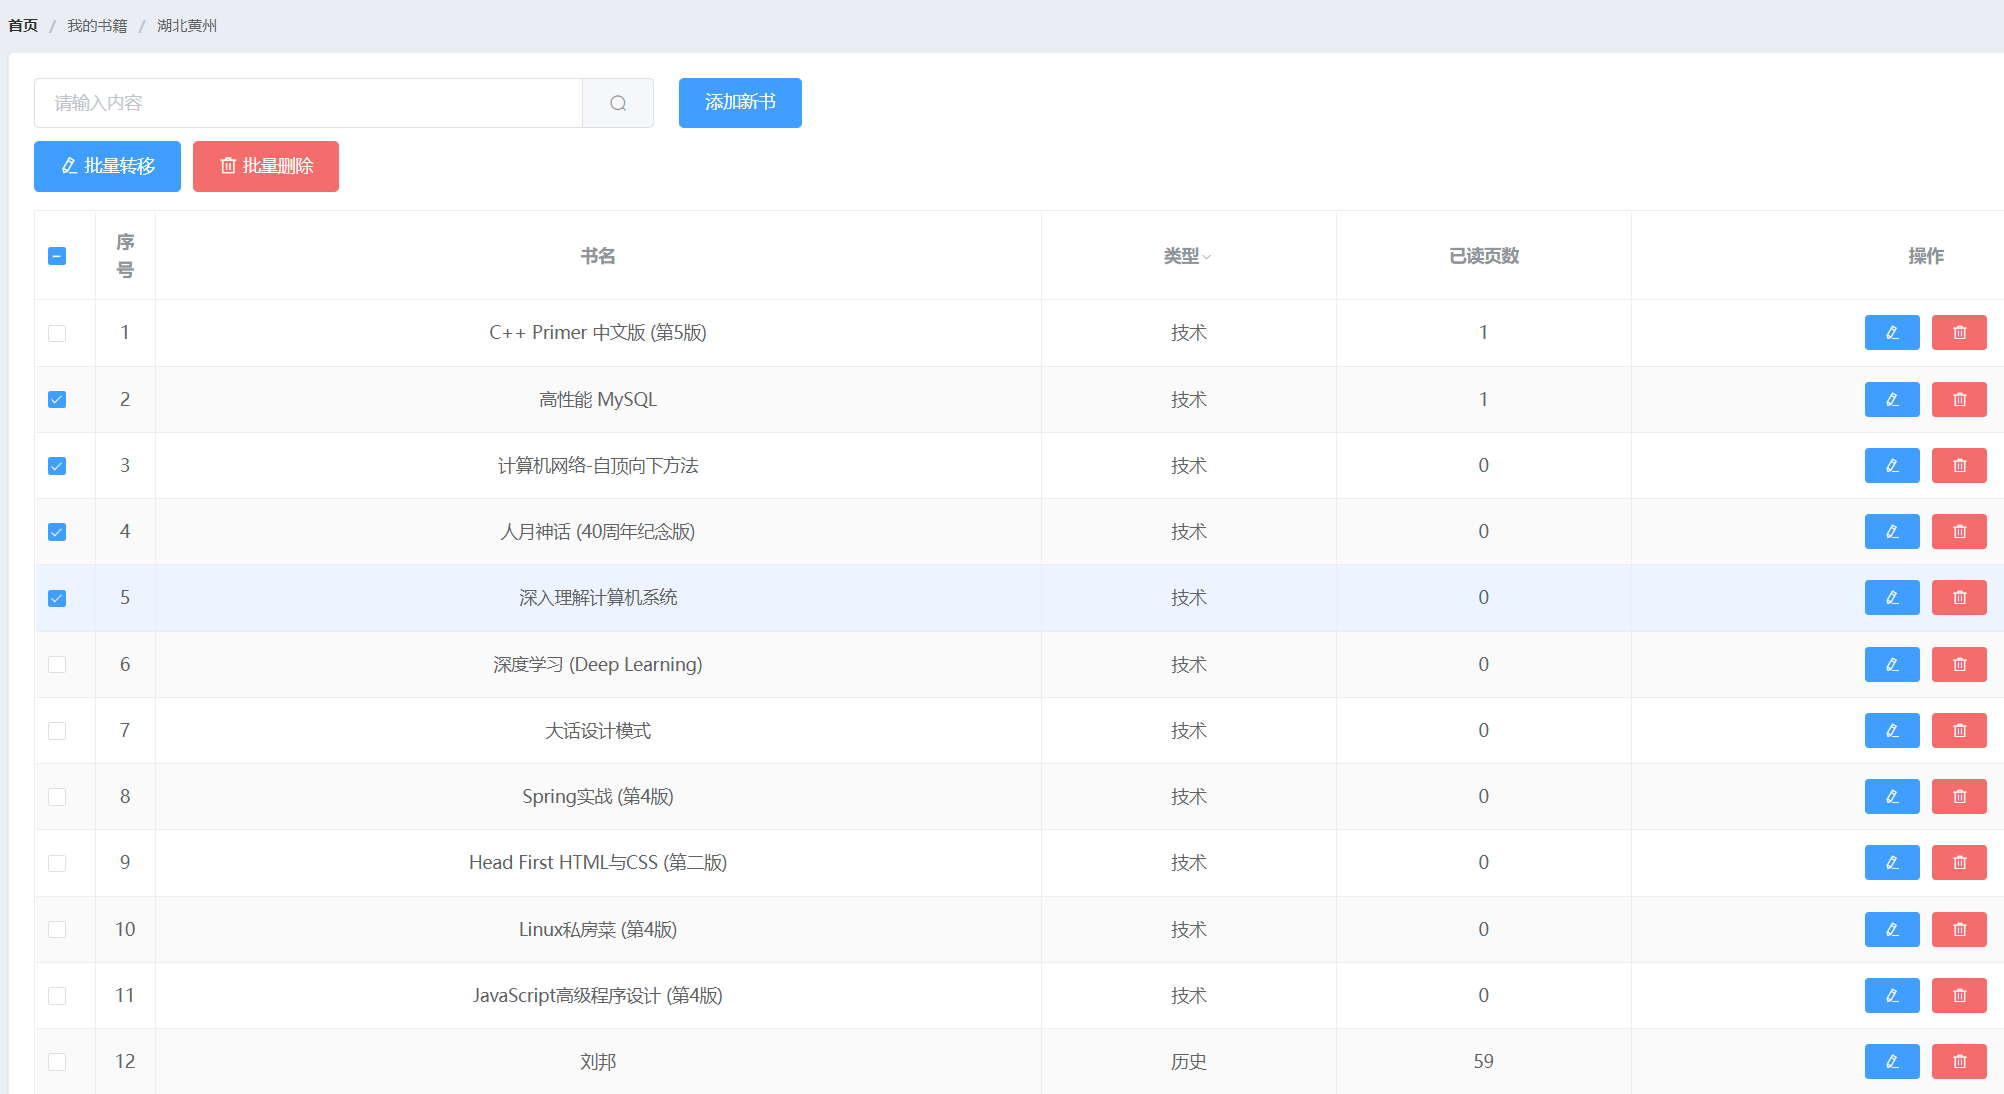 首页 / 我的书籍 / 湖北黄州
请输入内容
添加新书
批量转移 批量删除
序号 书名 类型 已读页数 操作
1 C++ Primer 中文版 (第5版) 技术 1
2 高性能 MySQL 技术 1
3 计算机网络-自顶向下方法 技术 0
4 人月神话 (40周年纪念版) 技术 0
5 深入理解计算机系统 技术 0
6 深度学习 (Deep Learning) 技术 0
7 大话设计模式 技术 0
8 Spring实战 (第4版) 技术 0
9 Head First HTML与CSS (第二版) 技术 0
10 Linux私房菜 (第4版) 技术 0
11 JavaScript高级程序设计 (第4版) 技术 0
12 刘邦 历史 59